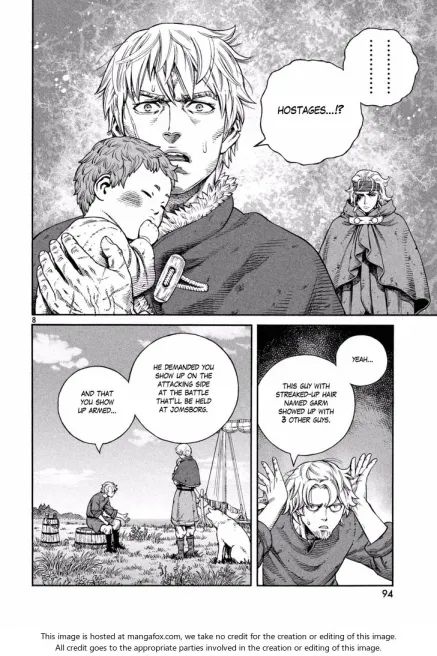 ⋮
HOSTAGES...!?
8
YEAH...
THIS GUY WITH
STREAKED-UP HAIR
NAMED GARM
SHOWED UP WITH
3 OTHER GUYS.
HE DEMANDED YOU
SHOW UP ON THE
ATTACKING SIDE
AT THE BATTLE
THAT'LL BE HELD
AT JOMSBORG.
AND THAT
YOU SHOW
UP ARMED...
94
This image is hosted at mangafox.com, we take no credit for the creation or editing of this image.
All credit goes to the appropriate parties involved in the creation or editing of this image.